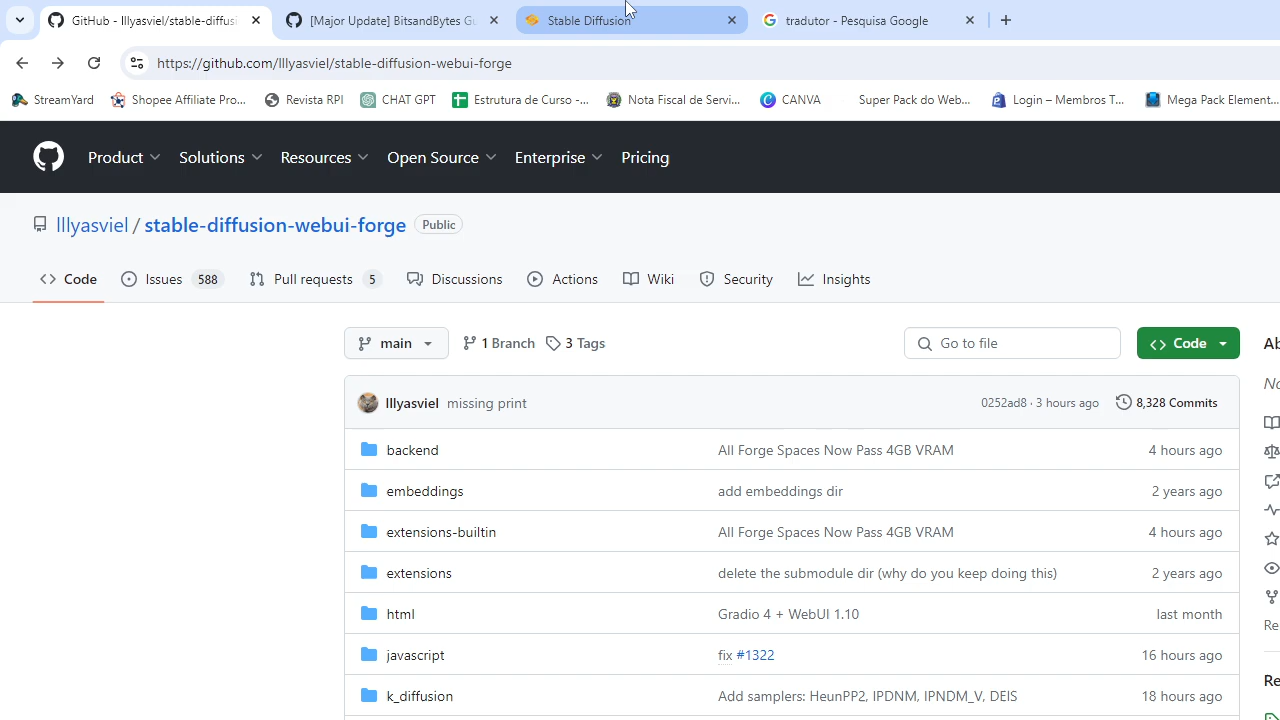 GitHub - lllyasviel/stable-diffusi
[Major Update] BitsandBytes Gu
Stable Diffusion
tradutor - Pesquisa Google
https://github.com/lllyasviel/stable-diffusion-webui-forge
StreamYard
Shopee Affiliate Pro...
Revista RPI
CHAT GPT
Estrutura de Curso -...
Nota Fiscal de Servi...
CANVA
Super Pack do Web...
Login – Membros T...
Mega Pack Element...
Product
Solutions
Resources
Open Source
Enterprise
Pricing
lllyasviel / stable-diffusion-webui-forge Public
Code
Issues 588
Pull requests 5
Discussions
Actions
Wiki
Security
Insights
main
1 Branch
3 Tags
Go to file
Code
Ab
lllyasviel missing print 0252ad8 · 3 hours ago 8,328 Commits
No
backend All Forge Spaces Now Pass 4GB VRAM 4 hours ago
embeddings add embeddings dir 2 years ago
extensions-builtin All Forge Spaces Now Pass 4GB VRAM 4 hours ago
extensions delete the submodule dir (why do you keep doing this) 2 years ago
html Gradio 4 + WebUI 1.10 last month
Re
javascript fix #1322 16 hours ago
Re
k_diffusion Add samplers: HeunPP2, IPDNM, IPNDM_V, DEIS 18 hours ago